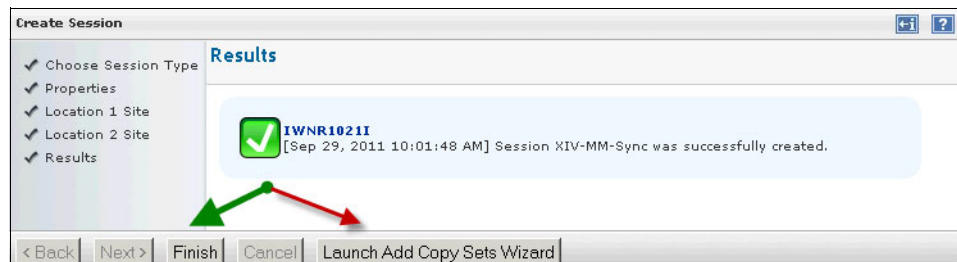 Create Session
?
Choose Session Type
Properties
Location 1 Site
Location 2 Site
Results
Results
IWNR1021I
[Sep 29, 2011 10:01:48 AM] Session XIV-MM-Sync was successfully created.
< Back
Next >
Finish
Cancel
Launch Add Copy Sets Wizard